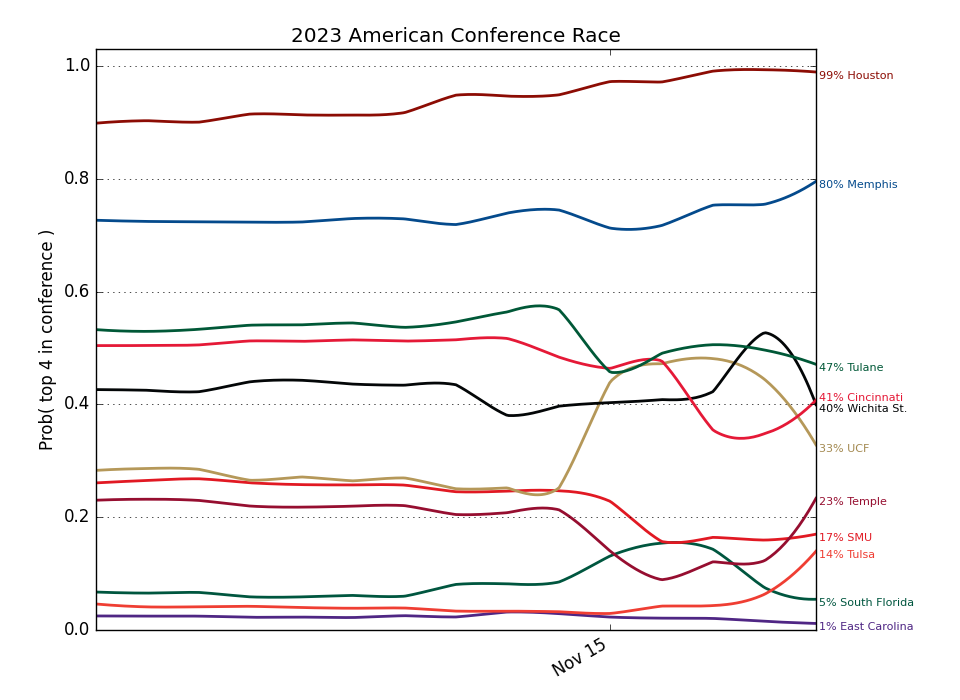 2023 American Conference Race
Prob( top 4 in conference )
1.0
0.8
0.6
0.4
0.2
0.0
Nov 15
99% Houston
80% Memphis
47% Tulane
41% Cincinnati
40% Wichita St.
33% UCF
23% Temple
17% SMU
14% Tulsa
5% South Florida
1% East Carolina